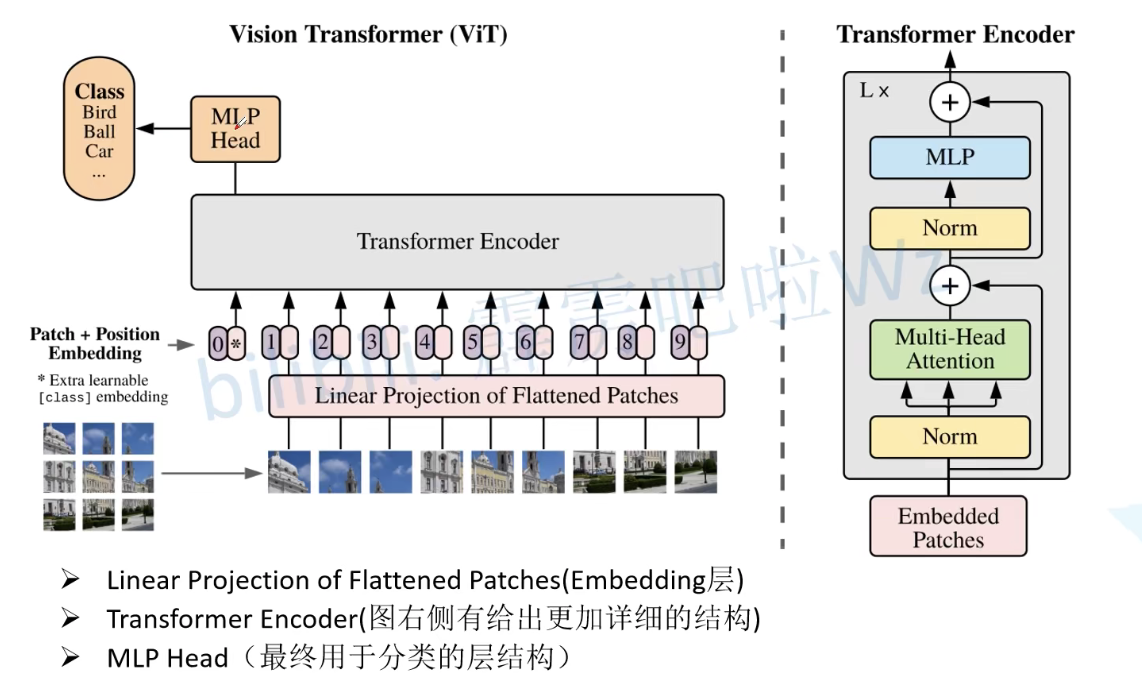 Vision Transformer (ViT)
Class
Bird
Ball
Car
...
MLP
Head
Transformer Encoder
Patch + Position
Embedding
0 * 1 2 3 4 5 6 7 8 9
* Extra learnable
[class] embedding
Linear Projection of Flattened Patches
Transformer Encoder
L x
+
MLP
Norm
+
Multi-Head
Attention
Norm
Embedded
Patches
bilibili: 霹雳吧啦Wz
➢ Linear Projection of Flattened Patches(Embedding层)
➢ Transformer Encoder(图右侧有给出更加详细的结构)
➢ MLP Head（最终用于分类的层结构）